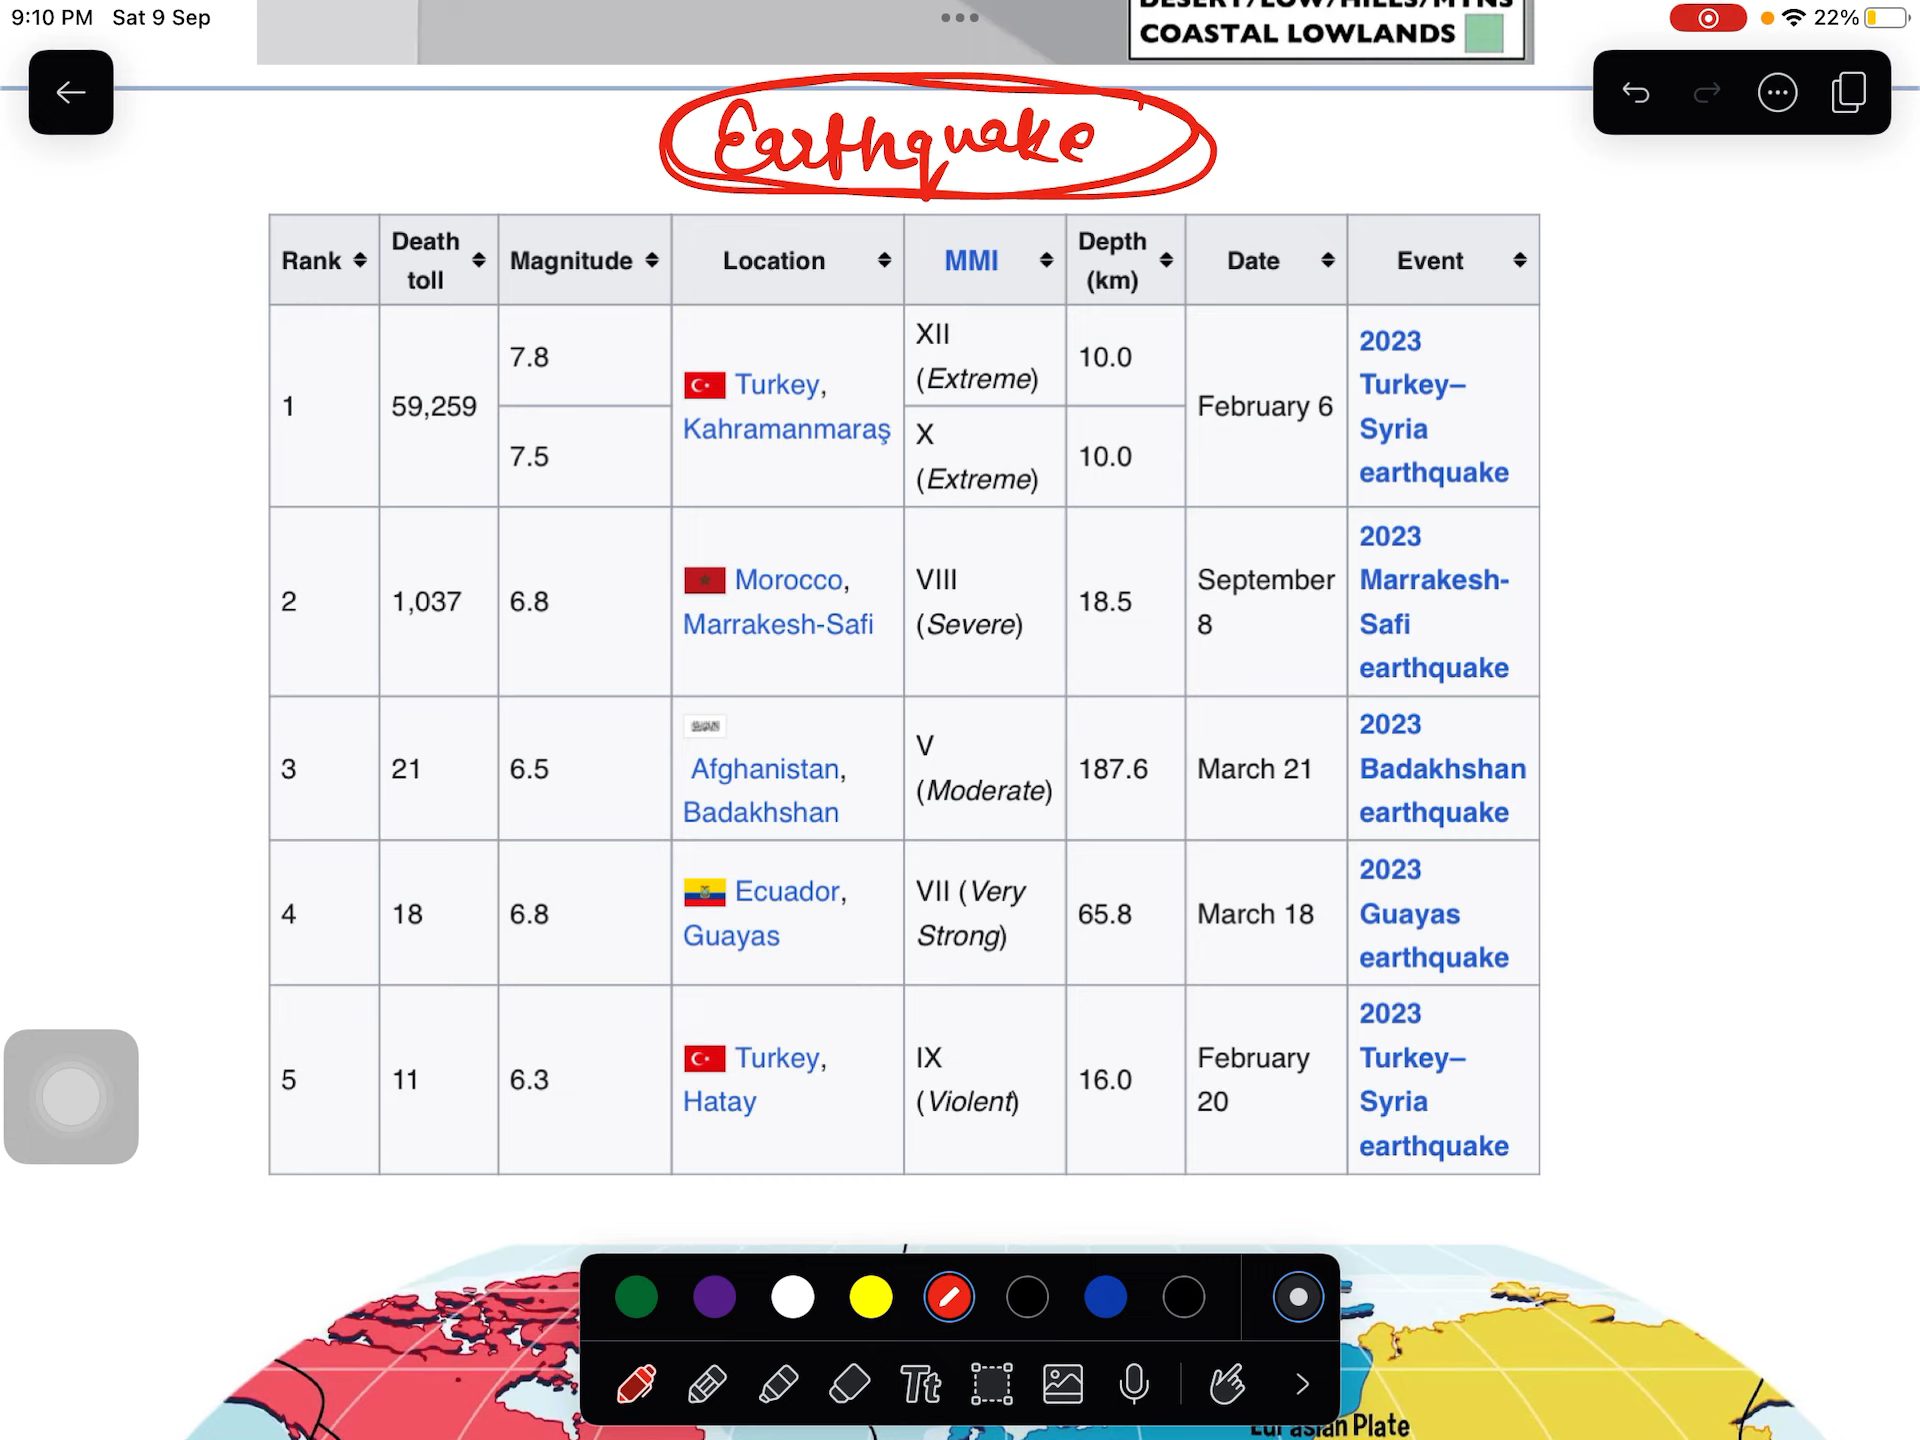 9:10 PM Sat 9 Sep
22%
DESERT/LOW/HILLS/MTNS
COASTAL LOWLANDS
Earthquake
Rank Death toll Magnitude Location MMI Depth (km) Date Event
1 59,259 7.8 Turkey, Kahramanmaraş XII (Extreme) 10.0 February 6 2023 Turkey–Syria earthquake
7.5 X (Extreme) 10.0
2 1,037 6.8 Morocco, Marrakesh-Safi VIII (Severe) 18.5 September 8 2023 Marrakesh-Safi earthquake
3 21 6.5 Afghanistan, Badakhshan V (Moderate) 187.6 March 21 2023 Badakhshan earthquake
4 18 6.8 Ecuador, Guayas VII (Very Strong) 65.8 March 18 2023 Guayas earthquake
5 11 6.3 Turkey, Hatay IX (Violent) 16.0 February 20 2023 Turkey–Syria earthquake
Tt
Eurasian Plate